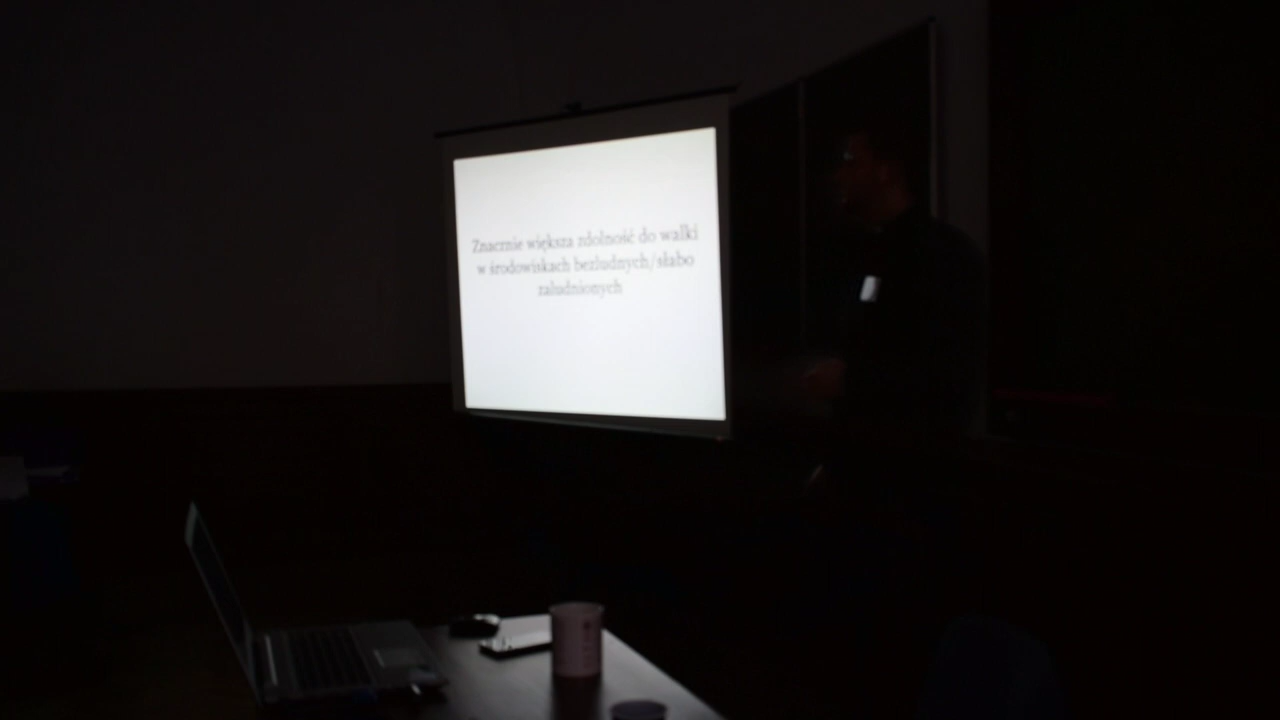 Znacznie większa zdolność do walki
w środowiskach bezludnych/słabo
zaludnionych